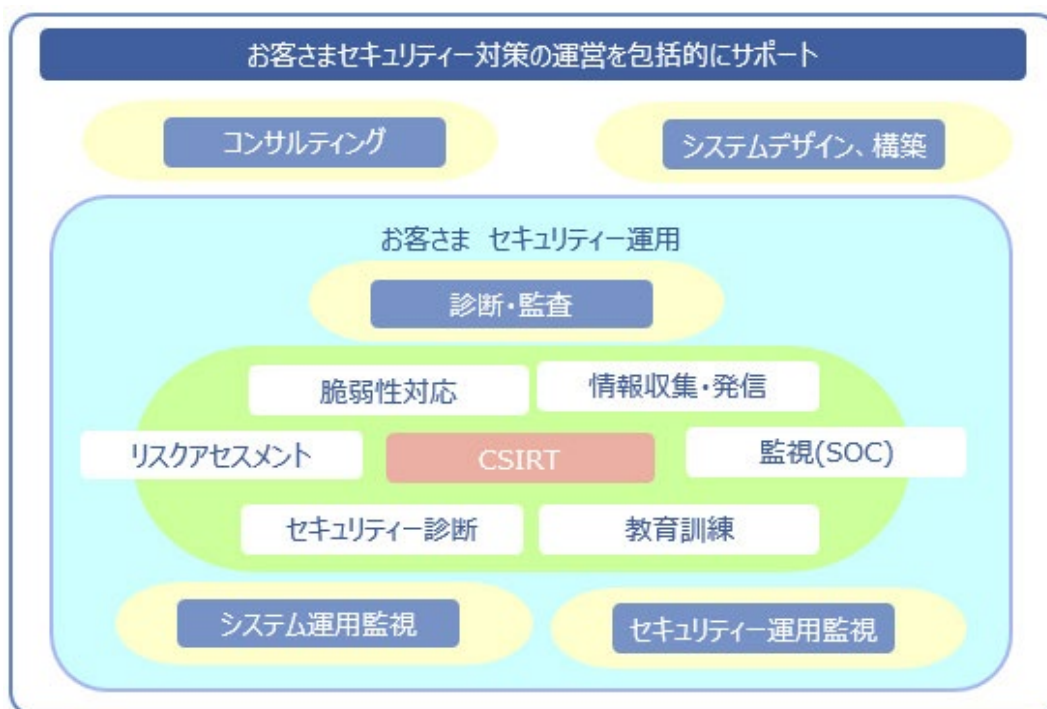 お客さまセキュリティー対策の運営を包括的にサポート
コンサルティング
システムデザイン、構築
お客さま セキュリティー運用
診断・監査
脆弱性対応
情報収集・発信
リスクアセスメント
CSIRT
監視(SOC)
セキュリティー診断
教育訓練
システム運用監視
セキュリティー運用監視